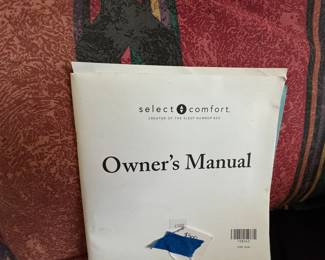 select comfort.
CREATOR OF THE SLEEP NUMBER BED
Owner's Manual